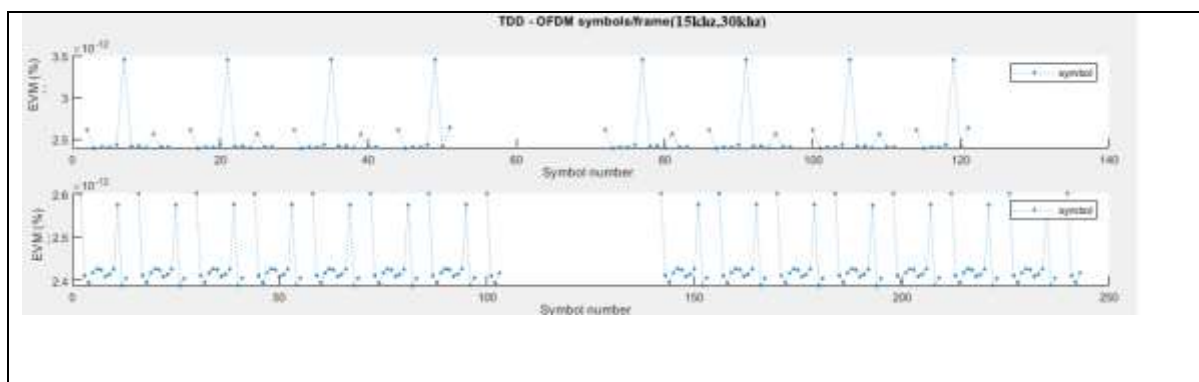 TDD - OFDM symbols/frame(15khz,30khz)
×10^-12
3.5
3
2.5
EVM (%)
symbol
0 20 40 60 80 100 120 140
Symbol number
×10^-12
2.6
2.5
2.4
EVM (%)
symbol
0 50 100 150 200 250
Symbol number